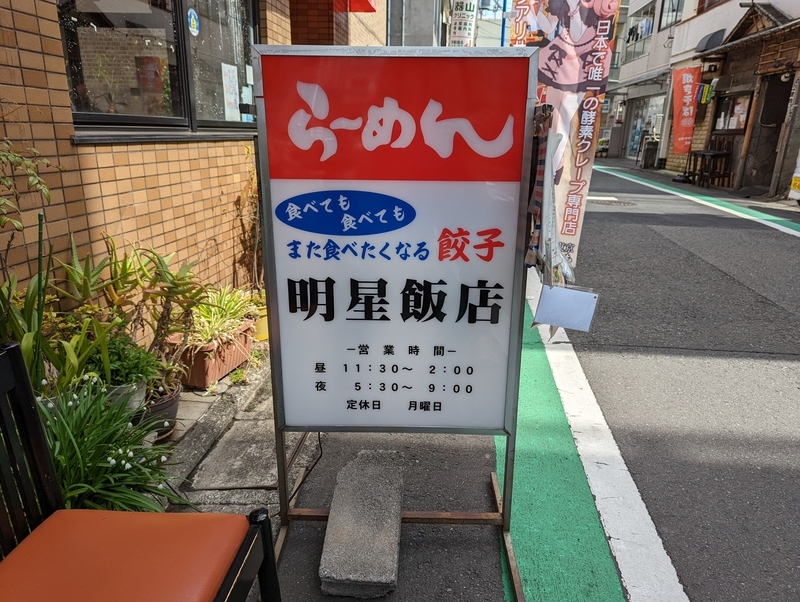 らーめん
食べても
食べても
また食べたくなる 餃子
明星飯店
－営業時間－
昼 11：30～ 2：00
夜 5：30～ 9：00
定休日 月曜日
日本で唯一の酵素クレープ専門店